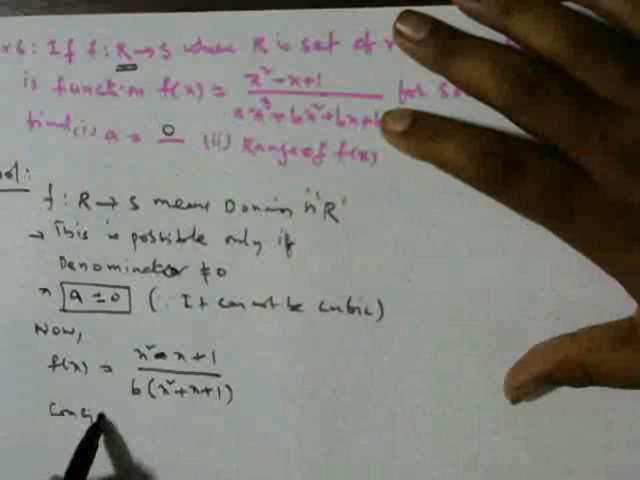 : If f: R → S where R is set of
is function f(x) = x² - x + 1 / ax³ + bx² + bx + b for
find (i) a = 0 (ii) Range of f(x)
sol:
f : R → S means Domain is 'R'
→ This is possible only if
Denominator ≠ 0
⇒ a = 0 (∵ It cannot be cubic)
Now,
f(x) = x² - x + 1 / b(x² + x + 1)